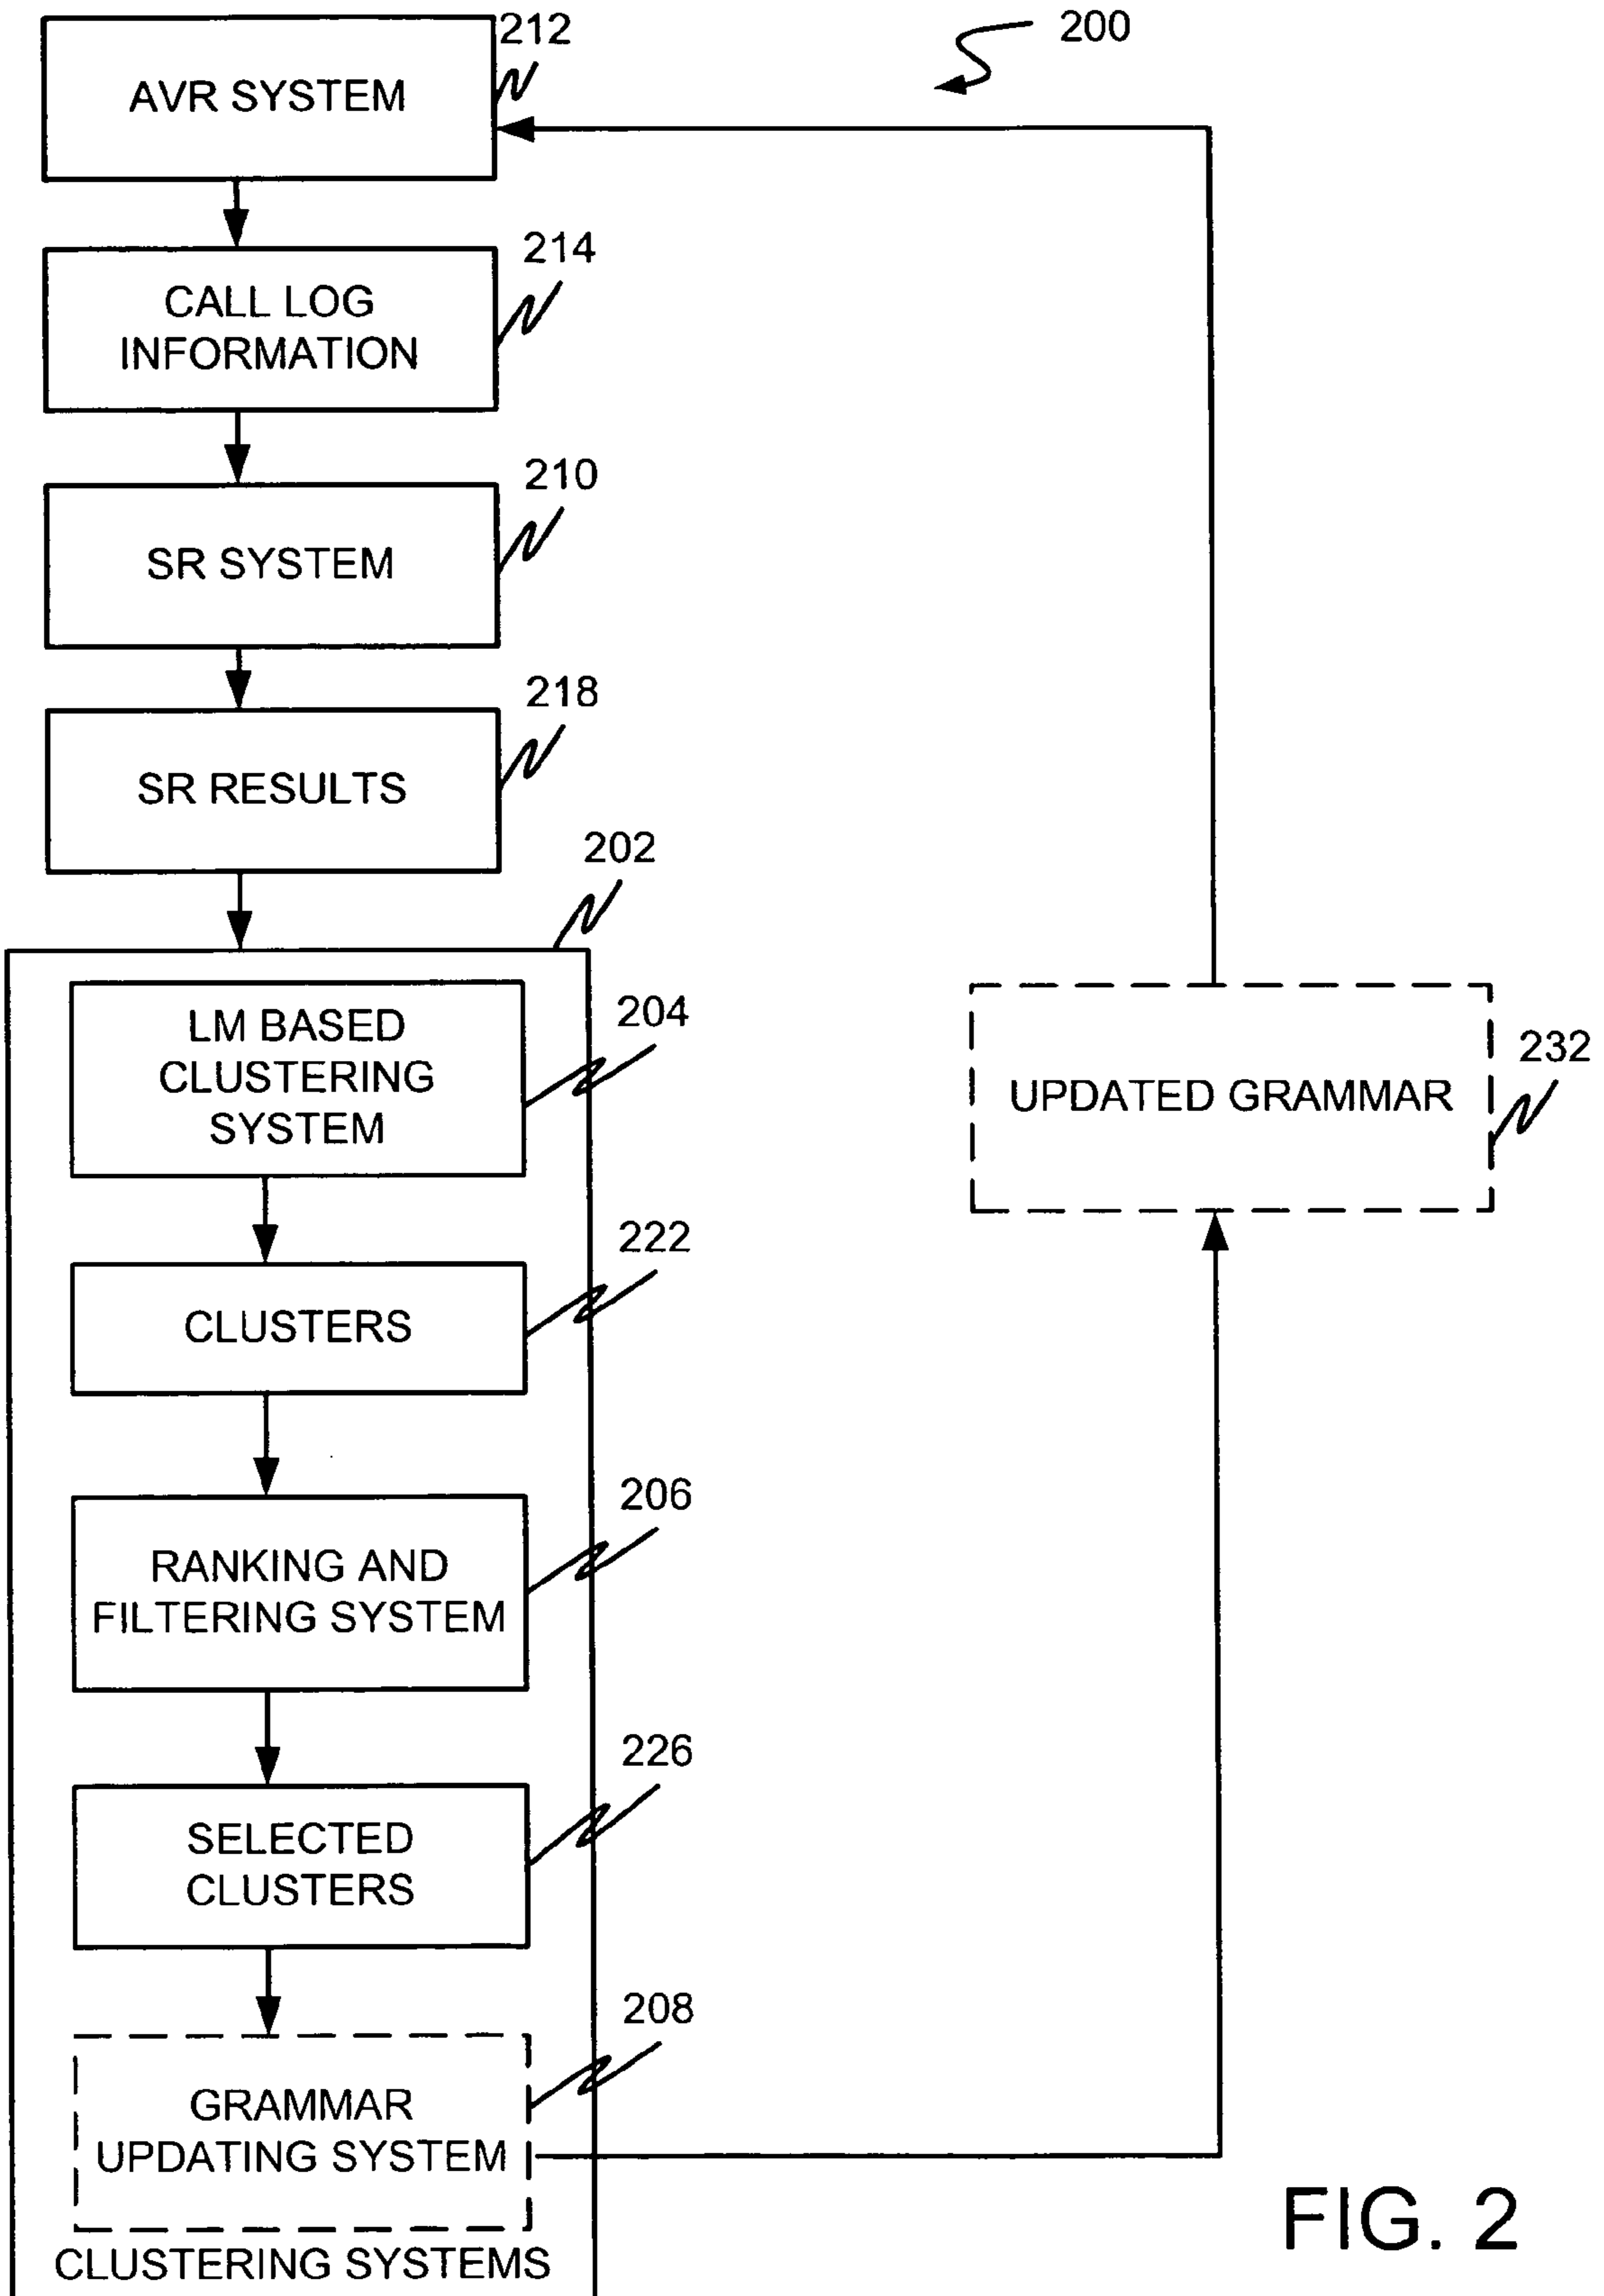 200
212
AVR SYSTEM
214
CALL LOG
INFORMATION
210
SR SYSTEM
218
SR RESULTS
202
204
LM BASED
CLUSTERING
SYSTEM
232
UPDATED GRAMMAR
222
CLUSTERS
206
RANKING AND
FILTERING SYSTEM
226
SELECTED
CLUSTERS
208
GRAMMAR
UPDATING SYSTEM
CLUSTERING SYSTEMS
FIG. 2